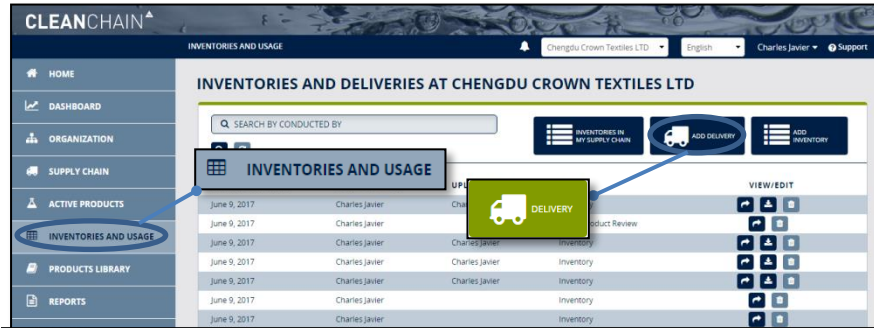 CLEANCHAIN
INVENTORIES AND USAGE
Chengdu Crown Textiles LTD
English
Charles Javier
Support
HOME
DASHBOARD
ORGANIZATION
SUPPLY CHAIN
ACTIVE PRODUCTS
INVENTORIES AND USAGE
PRODUCTS LIBRARY
REPORTS
INVENTORIES AND DELIVERIES AT CHENGDU CROWN TEXTILES LTD
SEARCH BY CONDUCTED BY
INVENTORIES IN MY SUPPLY CHAIN
ADD DELIVERY
ADD INVENTORY
INVENTORIES AND USAGE
DELIVERY
VIEW/EDIT
June 9, 2017 Charles Javier
June 9, 2017 Charles Javier Review
June 9, 2017 Charles Javier Charles Javier Inventory
June 9, 2017 Charles Javier Charles Javier Inventory
June 9, 2017 Charles Javier Charles Javier Inventory
June 9, 2017 Charles Javier Inventory
June 9, 2017 Charles Javier Inventory